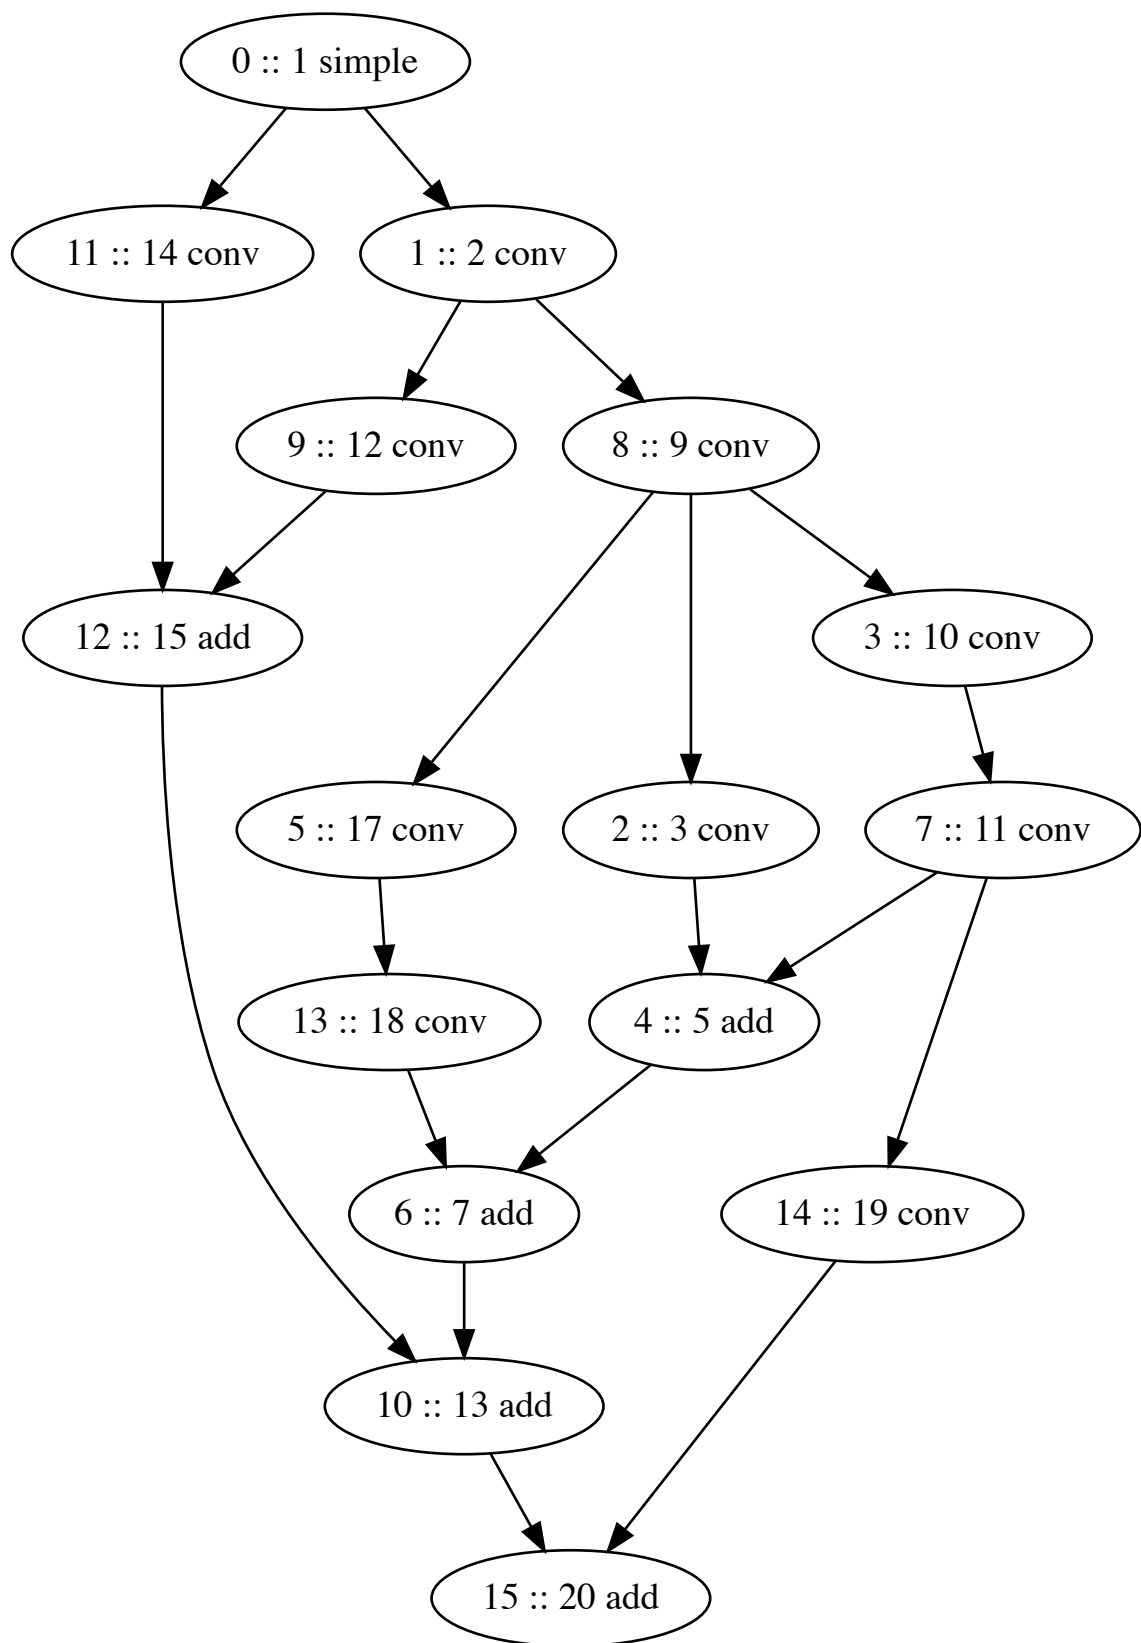 0 :: 1 simple
11 :: 14 conv
1 :: 2 conv
9 :: 12 conv
8 :: 9 conv
12 :: 15 add
3 :: 10 conv
5 :: 17 conv
2 :: 3 conv
7 :: 11 conv
13 :: 18 conv
4 :: 5 add
6 :: 7 add
14 :: 19 conv
10 :: 13 add
15 :: 20 add